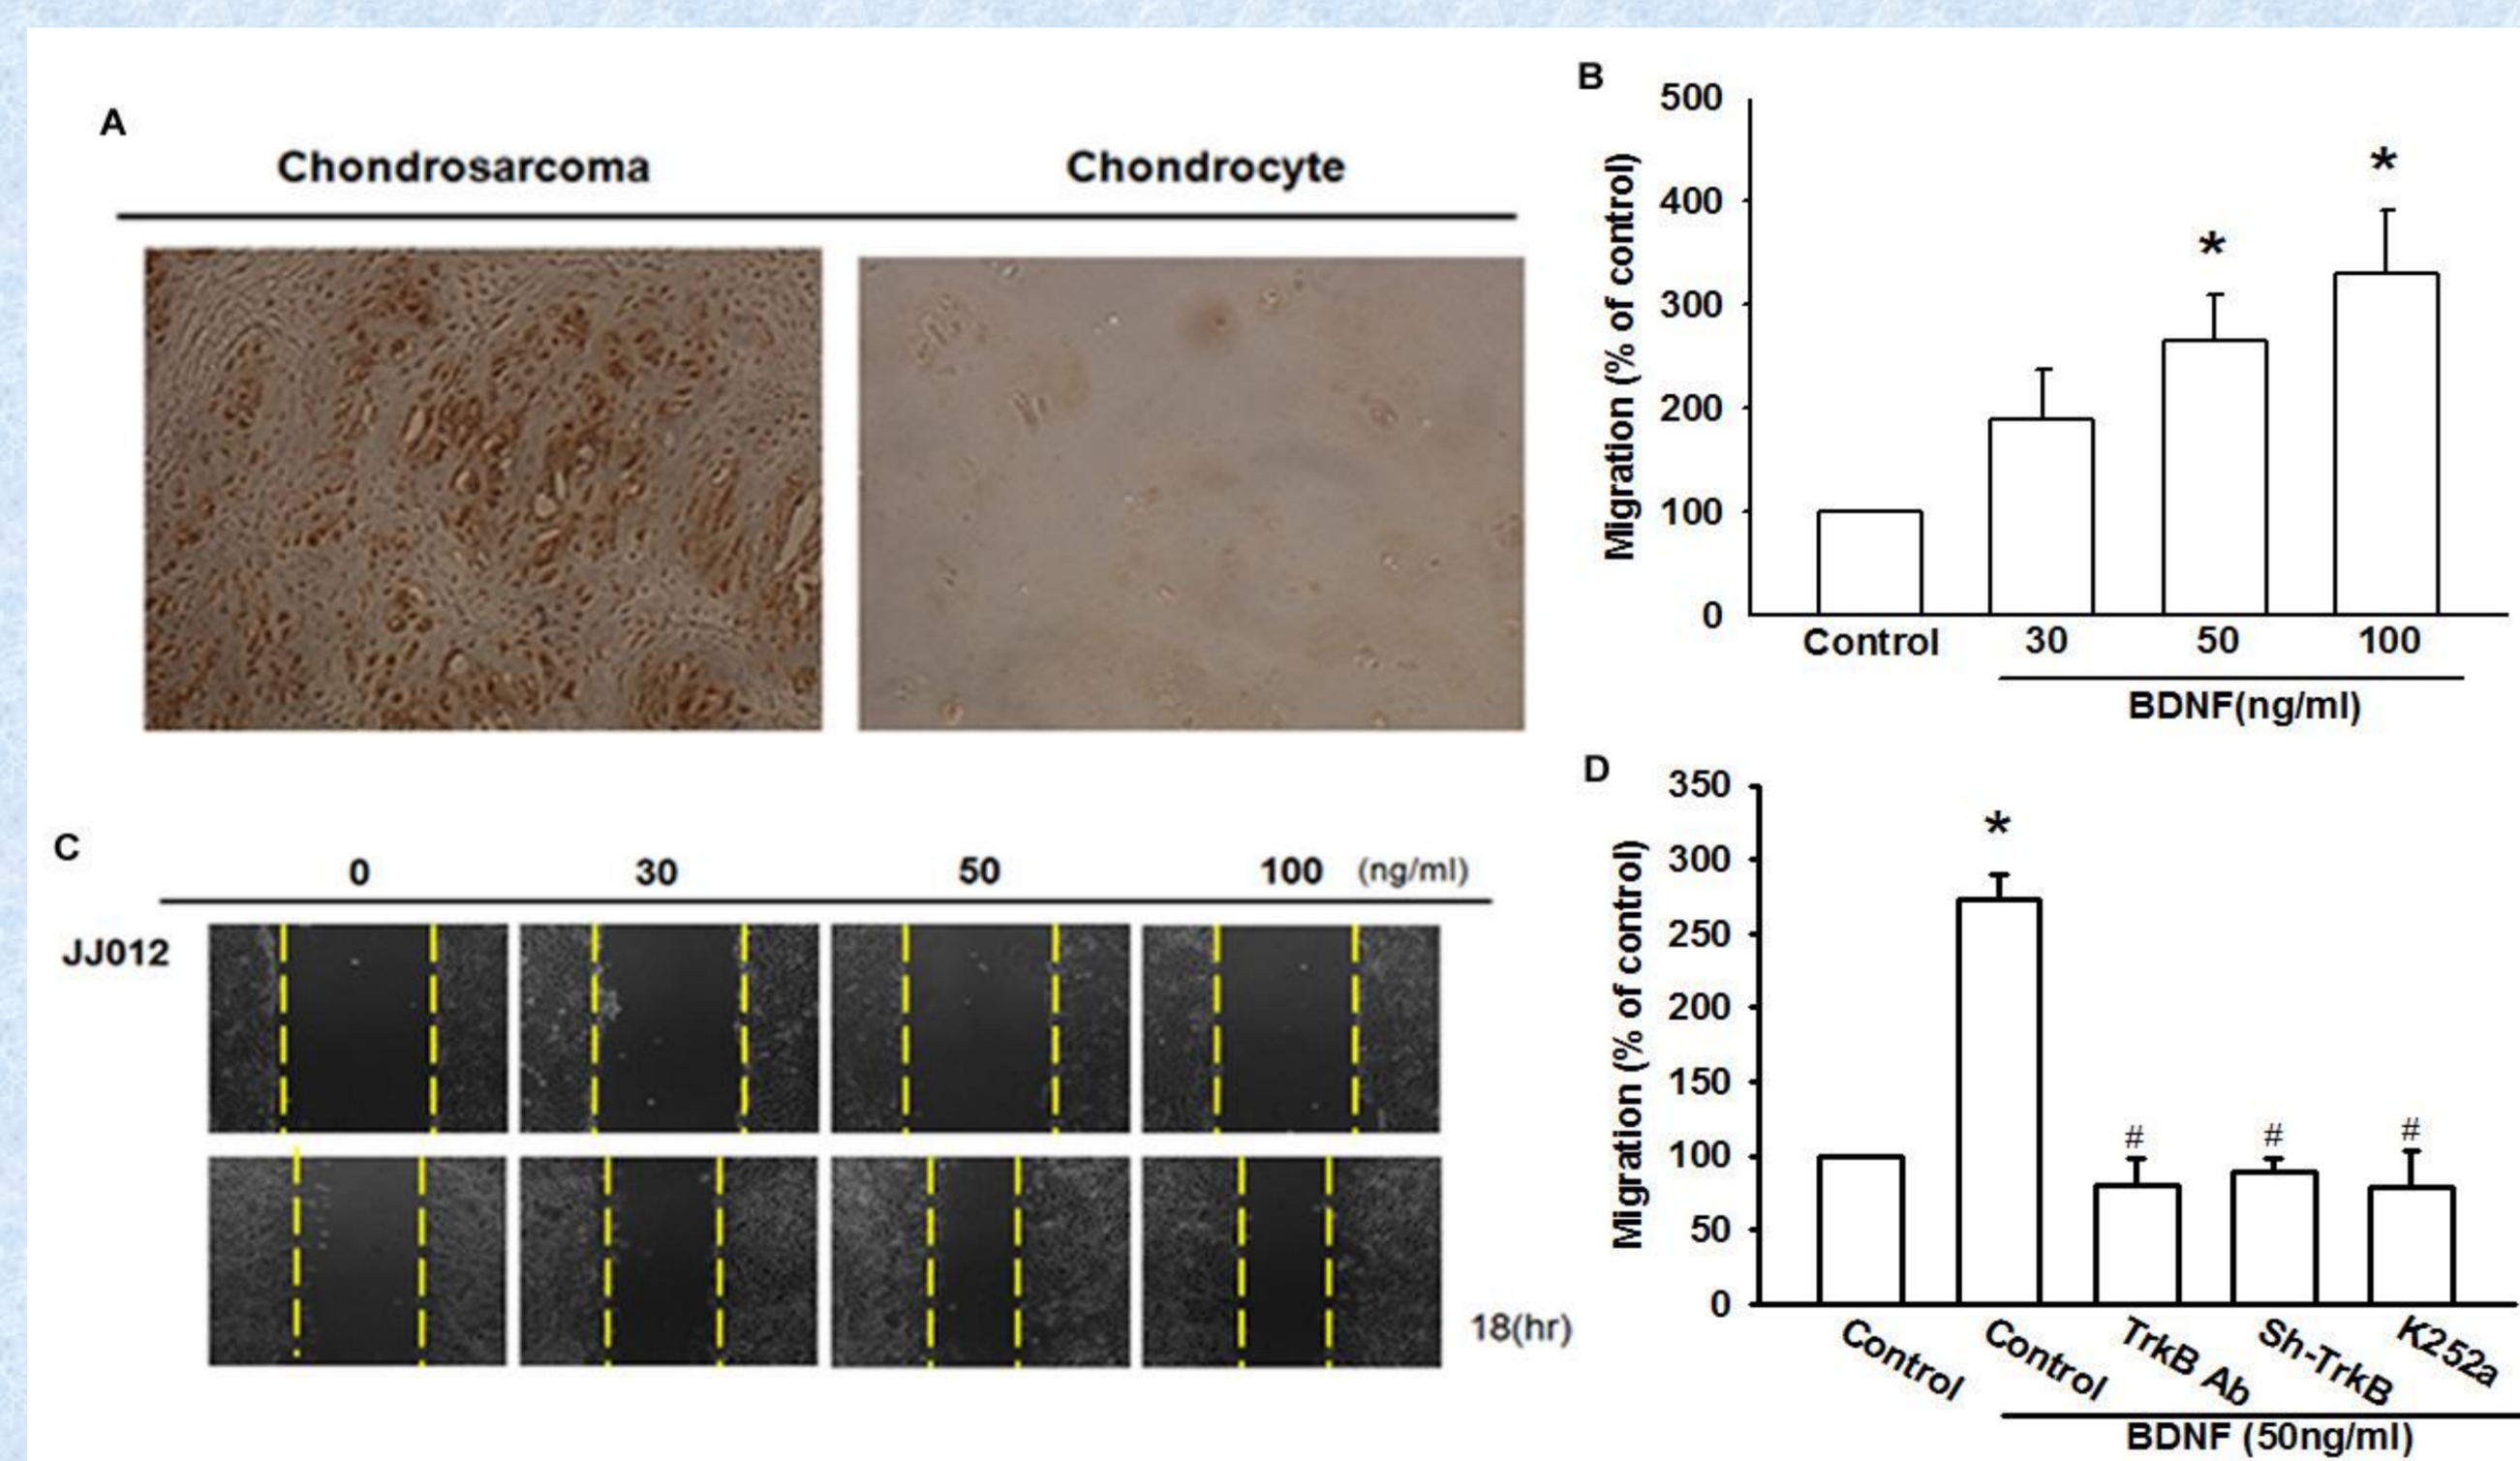 A
Chondrosarcoma Chondrocyte
B
Migration (% of control)
500
400
300
200
100
0
Control 30 50 100
BDNF(ng/ml)
*
*
C
0 30 50 100 (ng/ml)
JJ012
18(hr)
D
Migration (% of control)
350
300
250
200
150
100
50
0
*
# # #
Control Control TrkB Ab Sh-TrkB K252a
BDNF (50ng/ml)